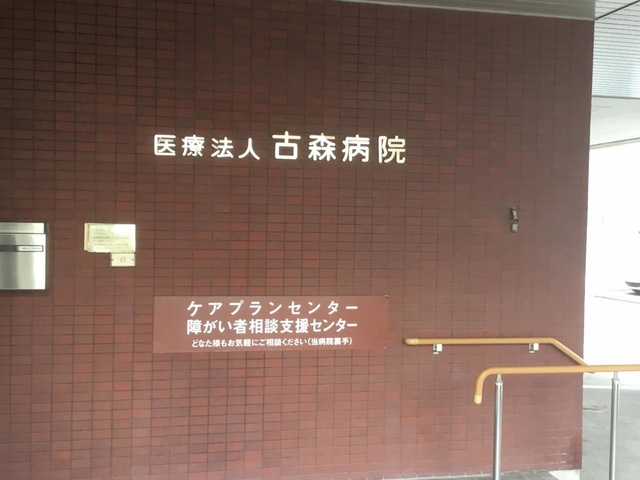 医療法人 古森病院
ケアプランセンター
障がい者相談支援センター
どなた様もお気軽にご相談ください(当病院裏手)